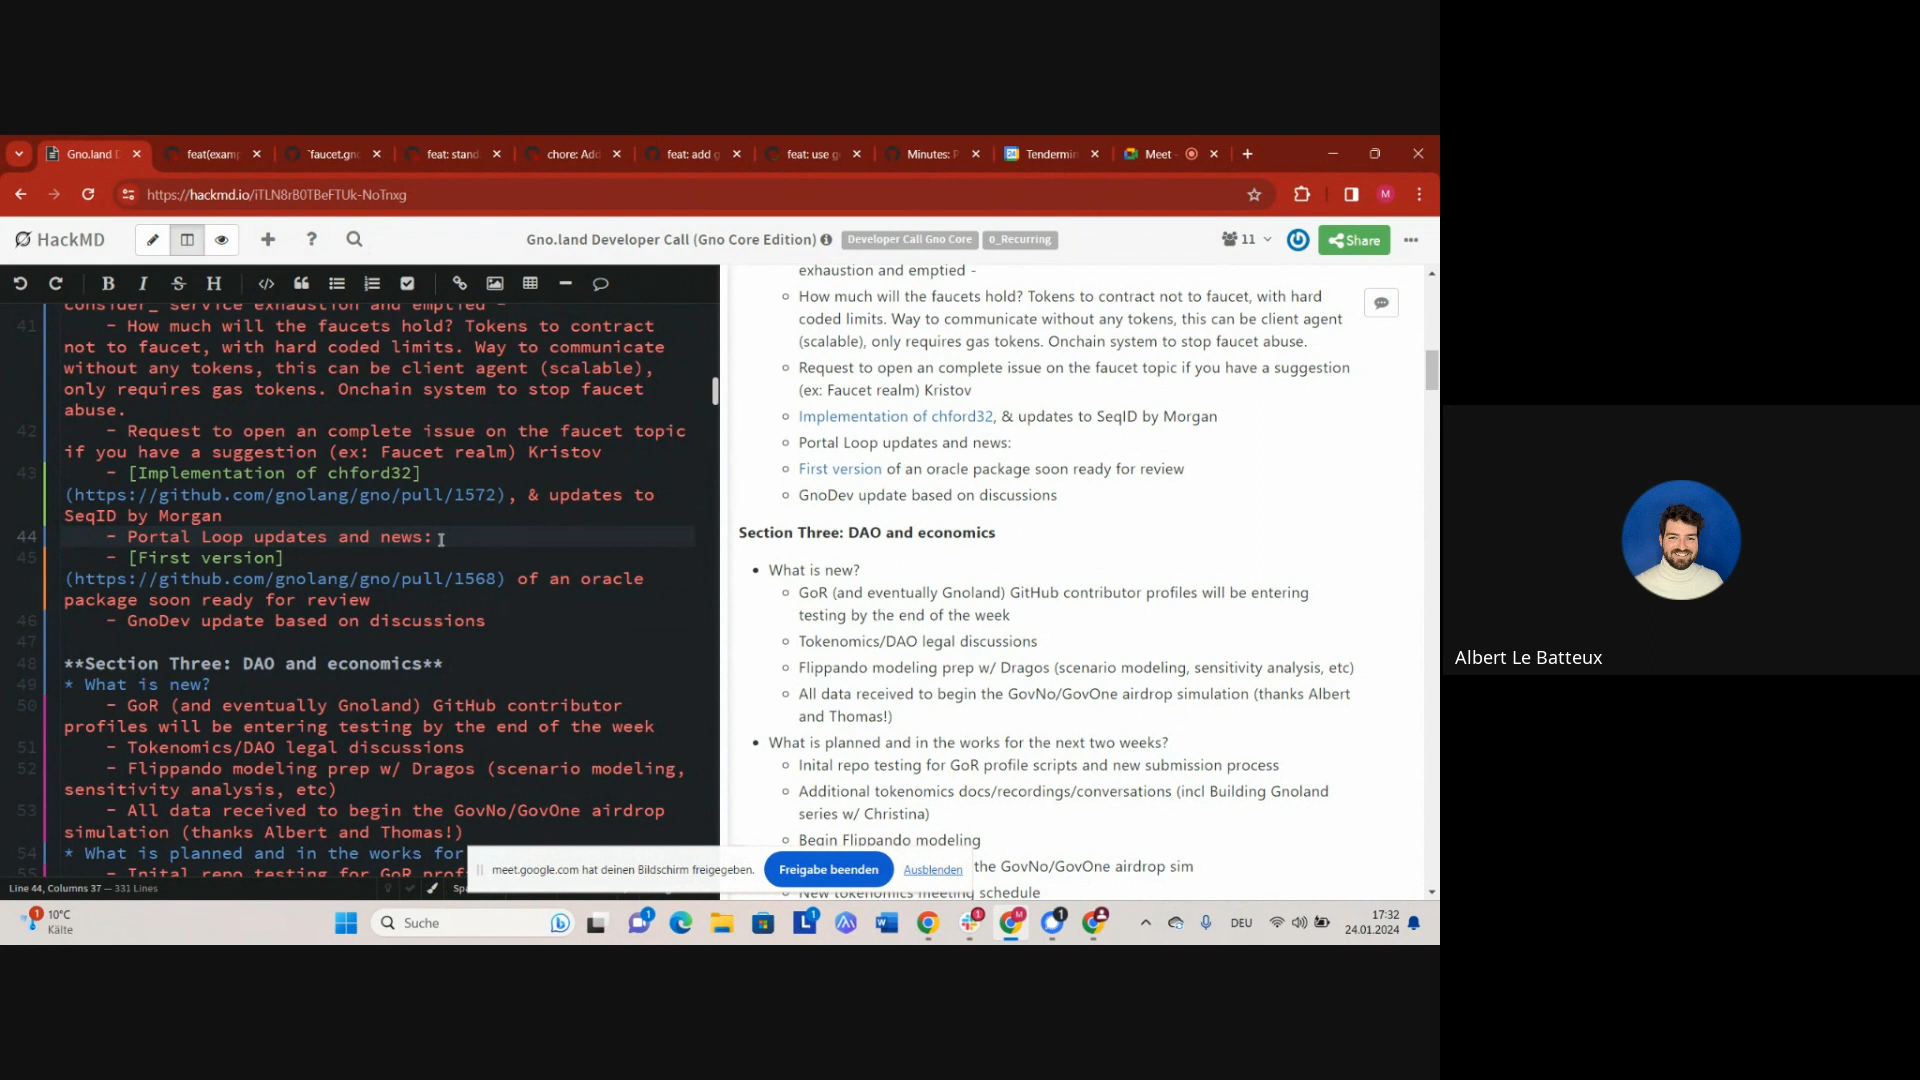 Gno.land D
feat(examp
`faucet.gno
feat: stand
chore: Add
feat: add g
feat: use g
Minutes: P
Tendermin
Meet
https://hackmd.io/iTLN8rB0TBeFTUk-NoTnxg
M
HackMD
Gno.land Developer Call (Gno Core Edition)
Developer Call Gno Core
0_Recurring
11
Share
B I S H
consider_ service exhaustion and emptied -
41 - How much will the faucets hold? Tokens to contract
not to faucet, with hard coded limits. Way to communicate
without any tokens, this can be client agent (scalable),
only requires gas tokens. Onchain system to stop faucet
abuse.
42 - Request to open an complete issue on the faucet topic
if you have a suggestion (ex: Faucet realm) Kristov
43 - [Implementation of chford32]
(https://github.com/gnolang/gno/pull/1572), & updates to
SeqID by Morgan
44 - Portal Loop updates and news:
45 - [First version]
(https://github.com/gnolang/gno/pull/1568) of an oracle
package soon ready for review
46 - GnoDev update based on discussions
47
48 **Section Three: DAO and economics**
49 * What is new?
50 - GoR (and eventually Gnoland) GitHub contributor
profiles will be entering testing by the end of the week
51 - Tokenomics/DAO legal discussions
52 - Flippando modeling prep w/ Dragos (scenario modeling,
sensitivity analysis, etc)
53 - All data received to begin the GovNo/GovOne airdrop
simulation (thanks Albert and Thomas!)
54 * What is planned and in the works for
55 - Inital repo testing for GoR prof
Line 44, Columns 37 — 331 Lines
Spa
exhaustion and emptied -
How much will the faucets hold? Tokens to contract not to faucet, with hard
coded limits. Way to communicate without any tokens, this can be client agent
(scalable), only requires gas tokens. Onchain system to stop faucet abuse.
Request to open an complete issue on the faucet topic if you have a suggestion
(ex: Faucet realm) Kristov
Implementation of chford32, & updates to SeqID by Morgan
Portal Loop updates and news:
First version of an oracle package soon ready for review
GnoDev update based on discussions
Section Three: DAO and economics
What is new?
GoR (and eventually Gnoland) GitHub contributor profiles will be entering
testing by the end of the week
Tokenomics/DAO legal discussions
Flippando modeling prep w/ Dragos (scenario modeling, sensitivity analysis, etc)
All data received to begin the GovNo/GovOne airdrop simulation (thanks Albert
and Thomas!)
What is planned and in the works for the next two weeks?
Inital repo testing for GoR profile scripts and new submission process
Additional tokenomics docs/recordings/conversations (incl Building Gnoland
series w/ Christina)
Begin Flippando modeling
the GovNo/GovOne airdrop sim
New tokenomics meeting schedule
meet.google.com hat deinen Bildschirm freigegeben.
Freigabe beenden
Ausblenden
Albert Le Batteux
1
10°C
Kälte
Suche
DEU
17:32
24.01.2024